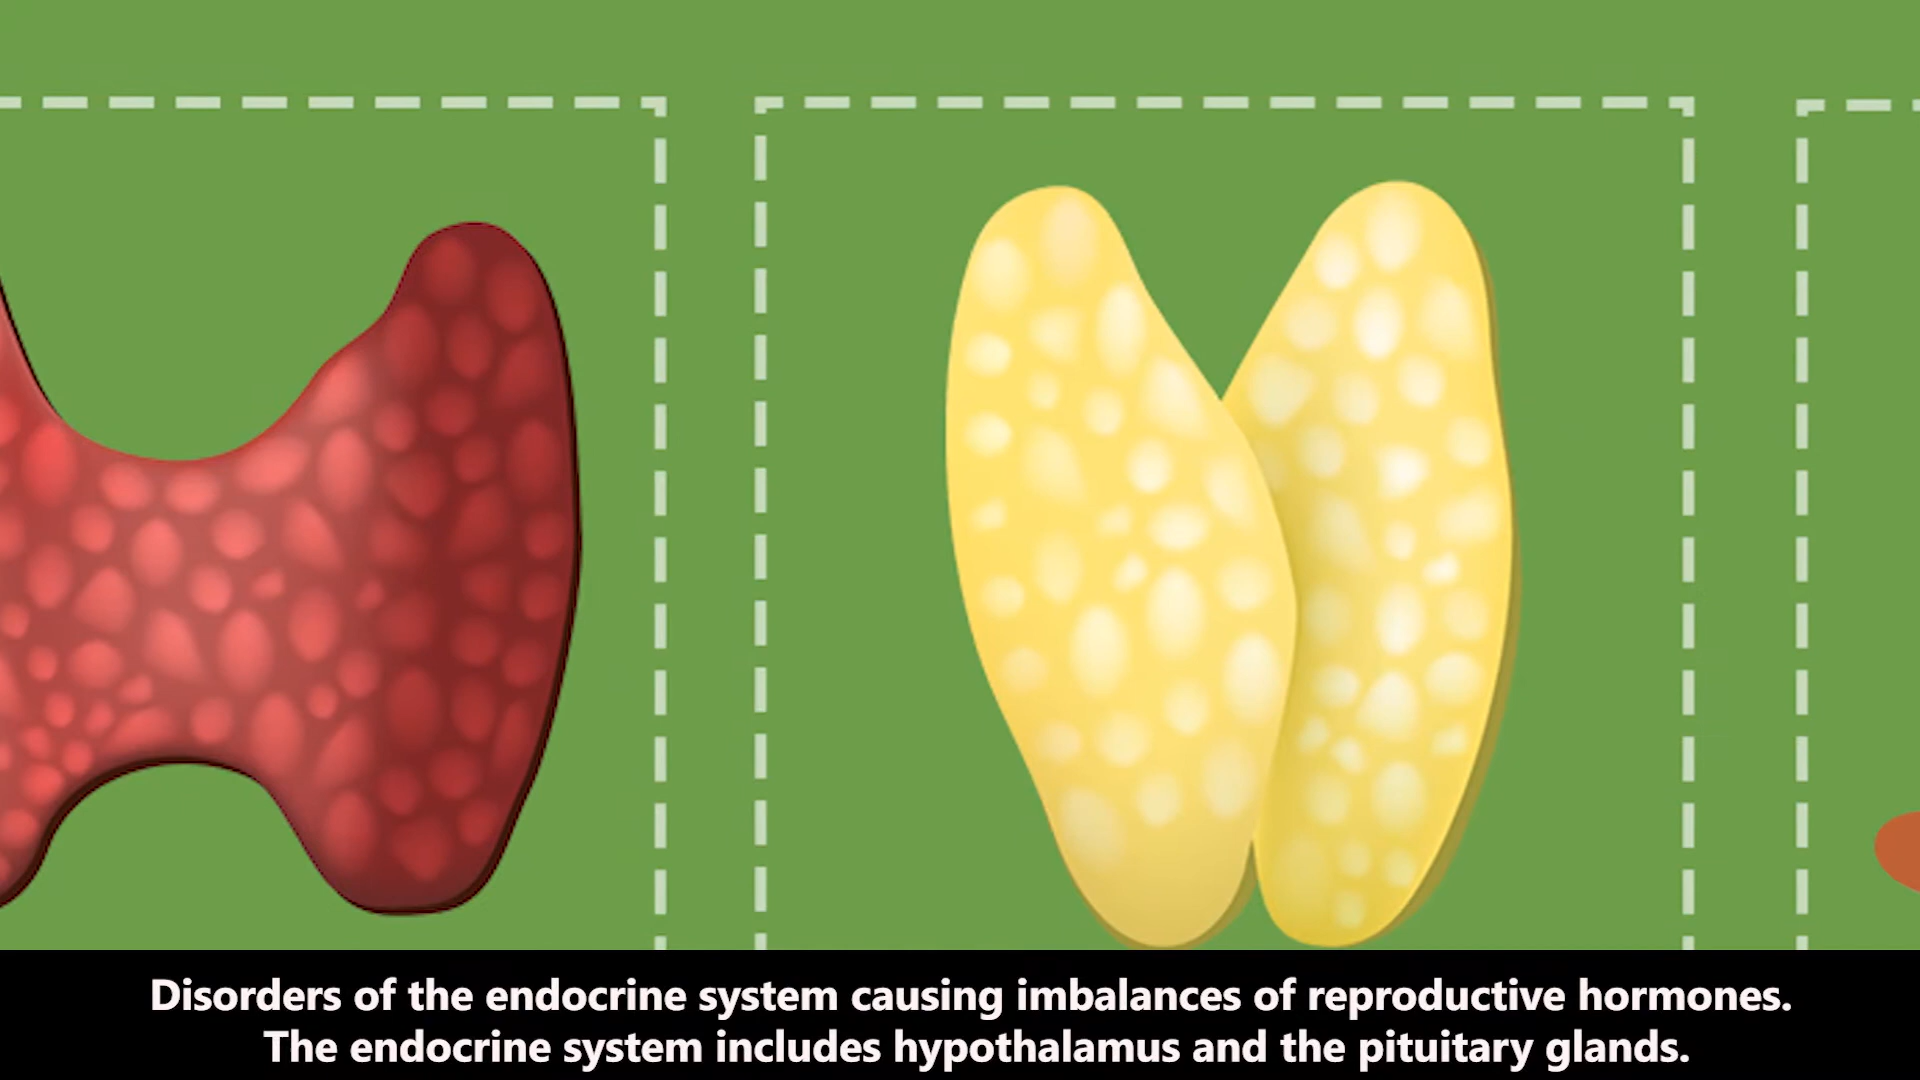 Disorders of the endocrine system causing imbalances of reproductive hormones.
The endocrine system includes hypothalamus and the pituitary glands.